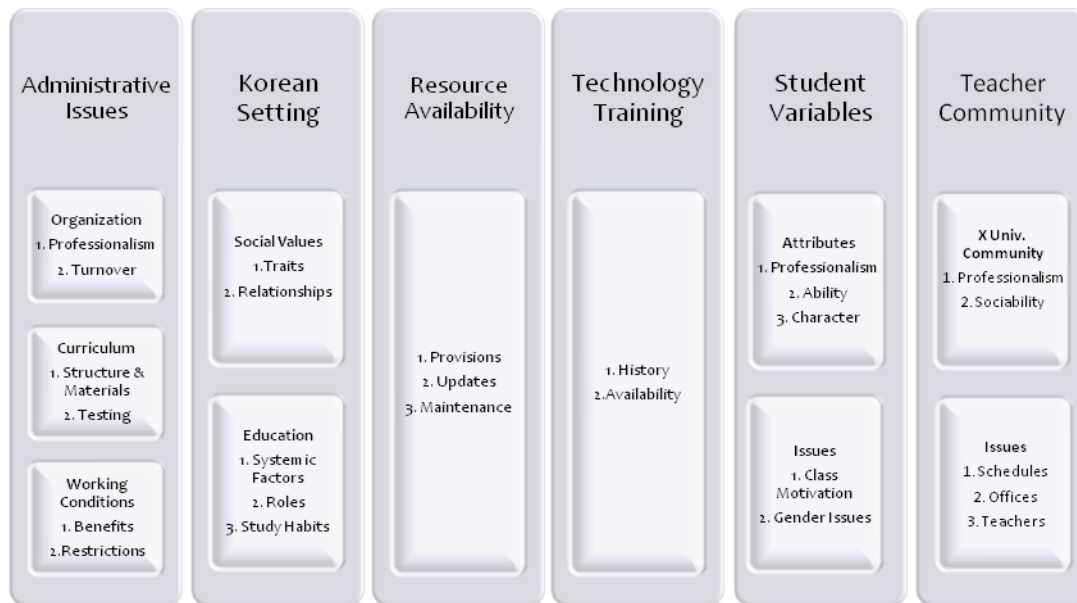 Administrative
Issues
Organization
1. Professionalism
2. Turnover
Curriculum
1. Structure &
Materials
2. Testing
Working
Conditions
1. Benefits
2. Restrictions
Korean
Setting
Social Values
1.Traits
2. Relationships
Education
1. Systemic
Factors
2. Roles
3. Study Habits
Resource
Availability
1. Provisions
2. Updates
3. Maintenance
Technology
Training
1. History
2.Availability
Student
Variables
Attributes
1. Professionalism
2. Ability
3. Character
Issues
1. Class
Motivation
2. Gender Issues
Teacher
Community
X Univ.
Community
1. Professionalism
2. Sociability
Issues
1. Schedules
2. Offices
3. Teachers